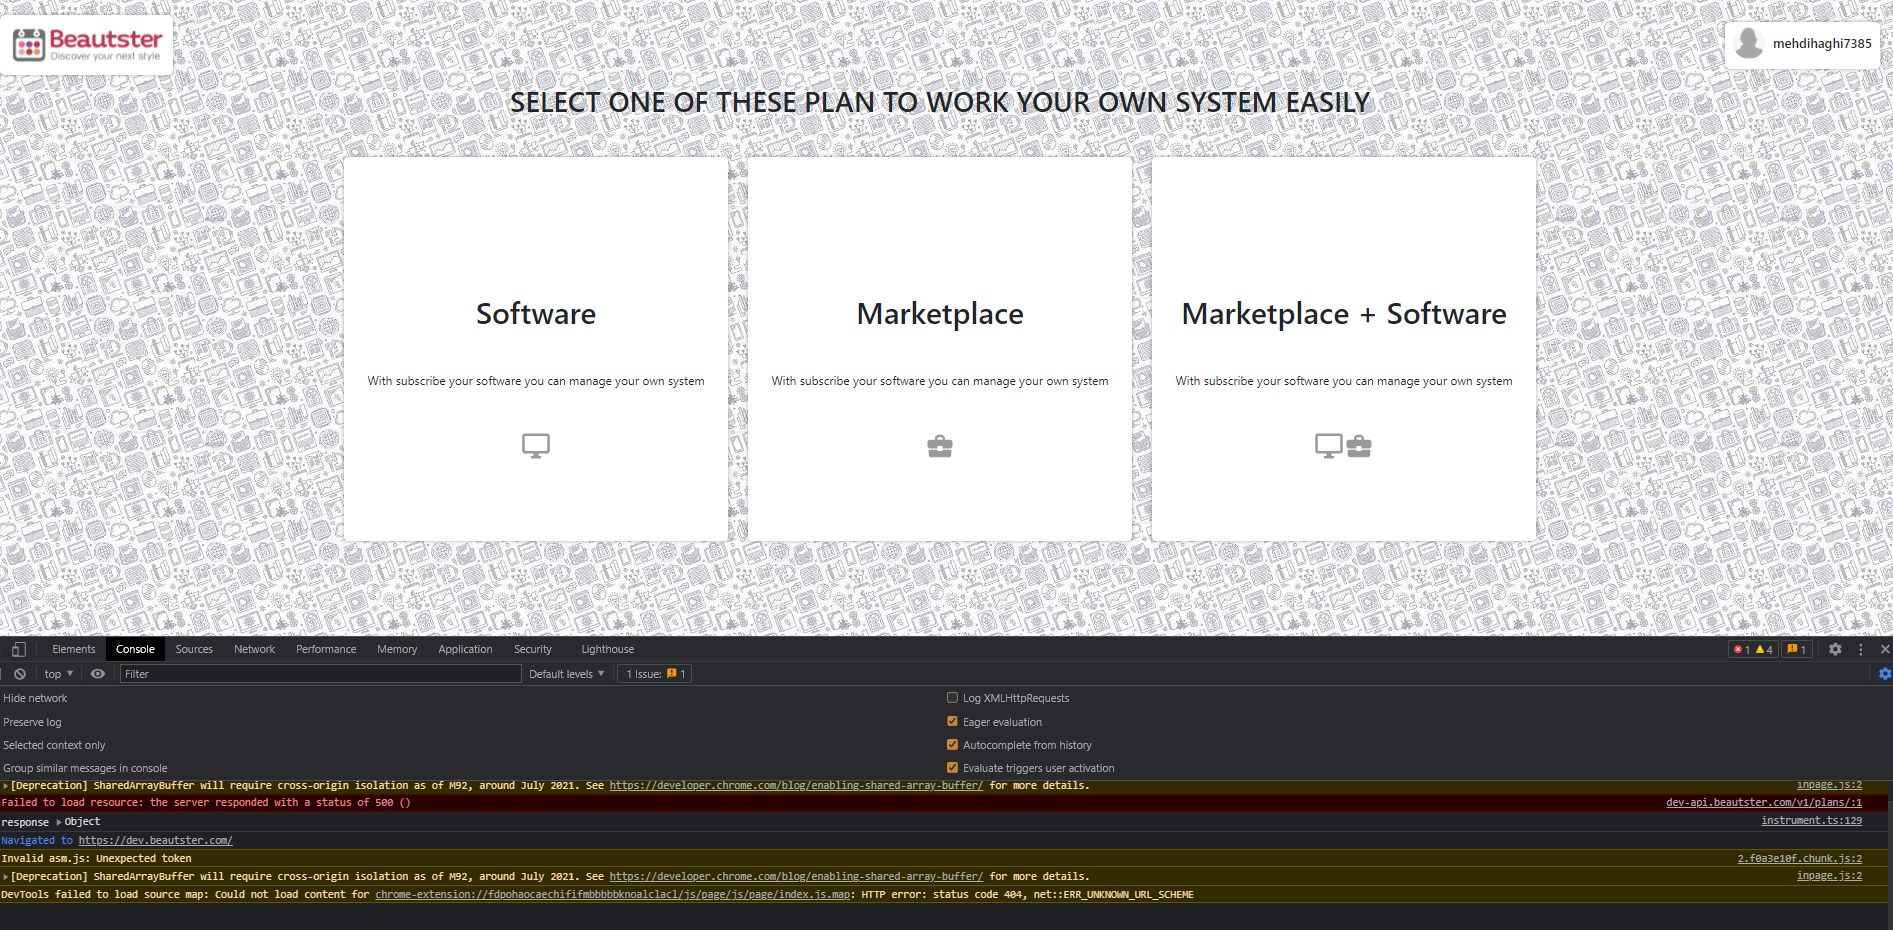 Beautster
Discover your next style
mehdihaghi7385
SELECT ONE OF THESE PLAN TO WORK YOUR OWN SYSTEM EASILY
Software
With subscribe your software you can manage your own system
Marketplace
With subscribe your software you can manage your own system
Marketplace + Software
With subscribe your software you can manage your own system
Elements Console Sources Network Performance Memory Application Security Lighthouse 1 4 1
top Filter Default levels 1 Issue: 1
Hide network Log XMLHttpRequests
Preserve log Eager evaluation
Selected context only Autocomplete from history
Group similar messages in console Evaluate triggers user activation
[Deprecation] SharedArrayBuffer will require cross-origin isolation as of M92, around July 2021. See https://developer.chrome.com/blog/enabling-shared-array-buffer/ for more details. inpage.js:2
Failed to load resource: the server responded with a status of 500 () dev-api.beautster.com/v1/plans/:1
response Object instrument.ts:129
Navigated to https://dev.beautster.com/
Invalid asm.js: Unexpected token 2.f0a3e10f.chunk.js:2
[Deprecation] SharedArrayBuffer will require cross-origin isolation as of M92, around July 2021. See https://developer.chrome.com/blog/enabling-shared-array-buffer/ for more details. inpage.js:2
DevTools failed to load source map: Could not load content for chrome-extension://fdpohaocaechififmbbbbbknoalclacl/js/page/js/page/index.js.map: HTTP error: status code 404, net::ERR_UNKNOWN_URL_SCHEME